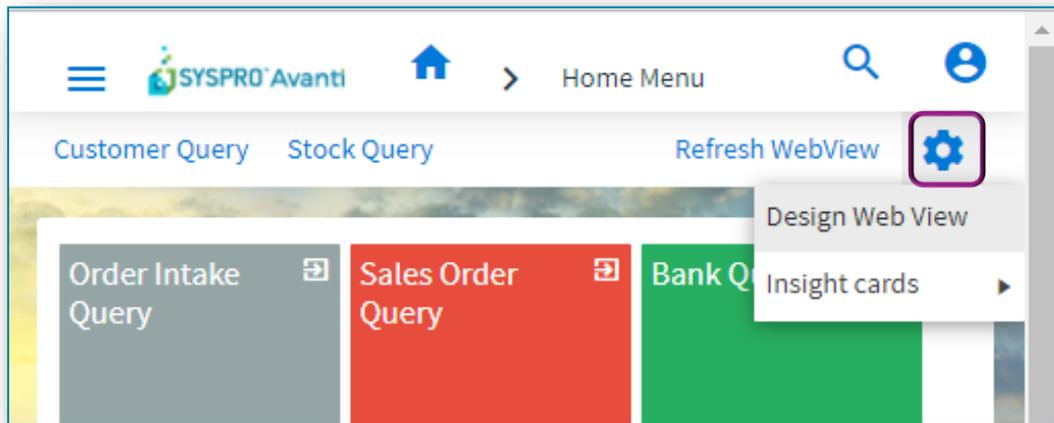 SYSPRO Avanti
Home Menu
Customer Query
Stock Query
Refresh WebView
Design Web View
Order Intake
Query
Sales Order
Query
Bank
Insight cards